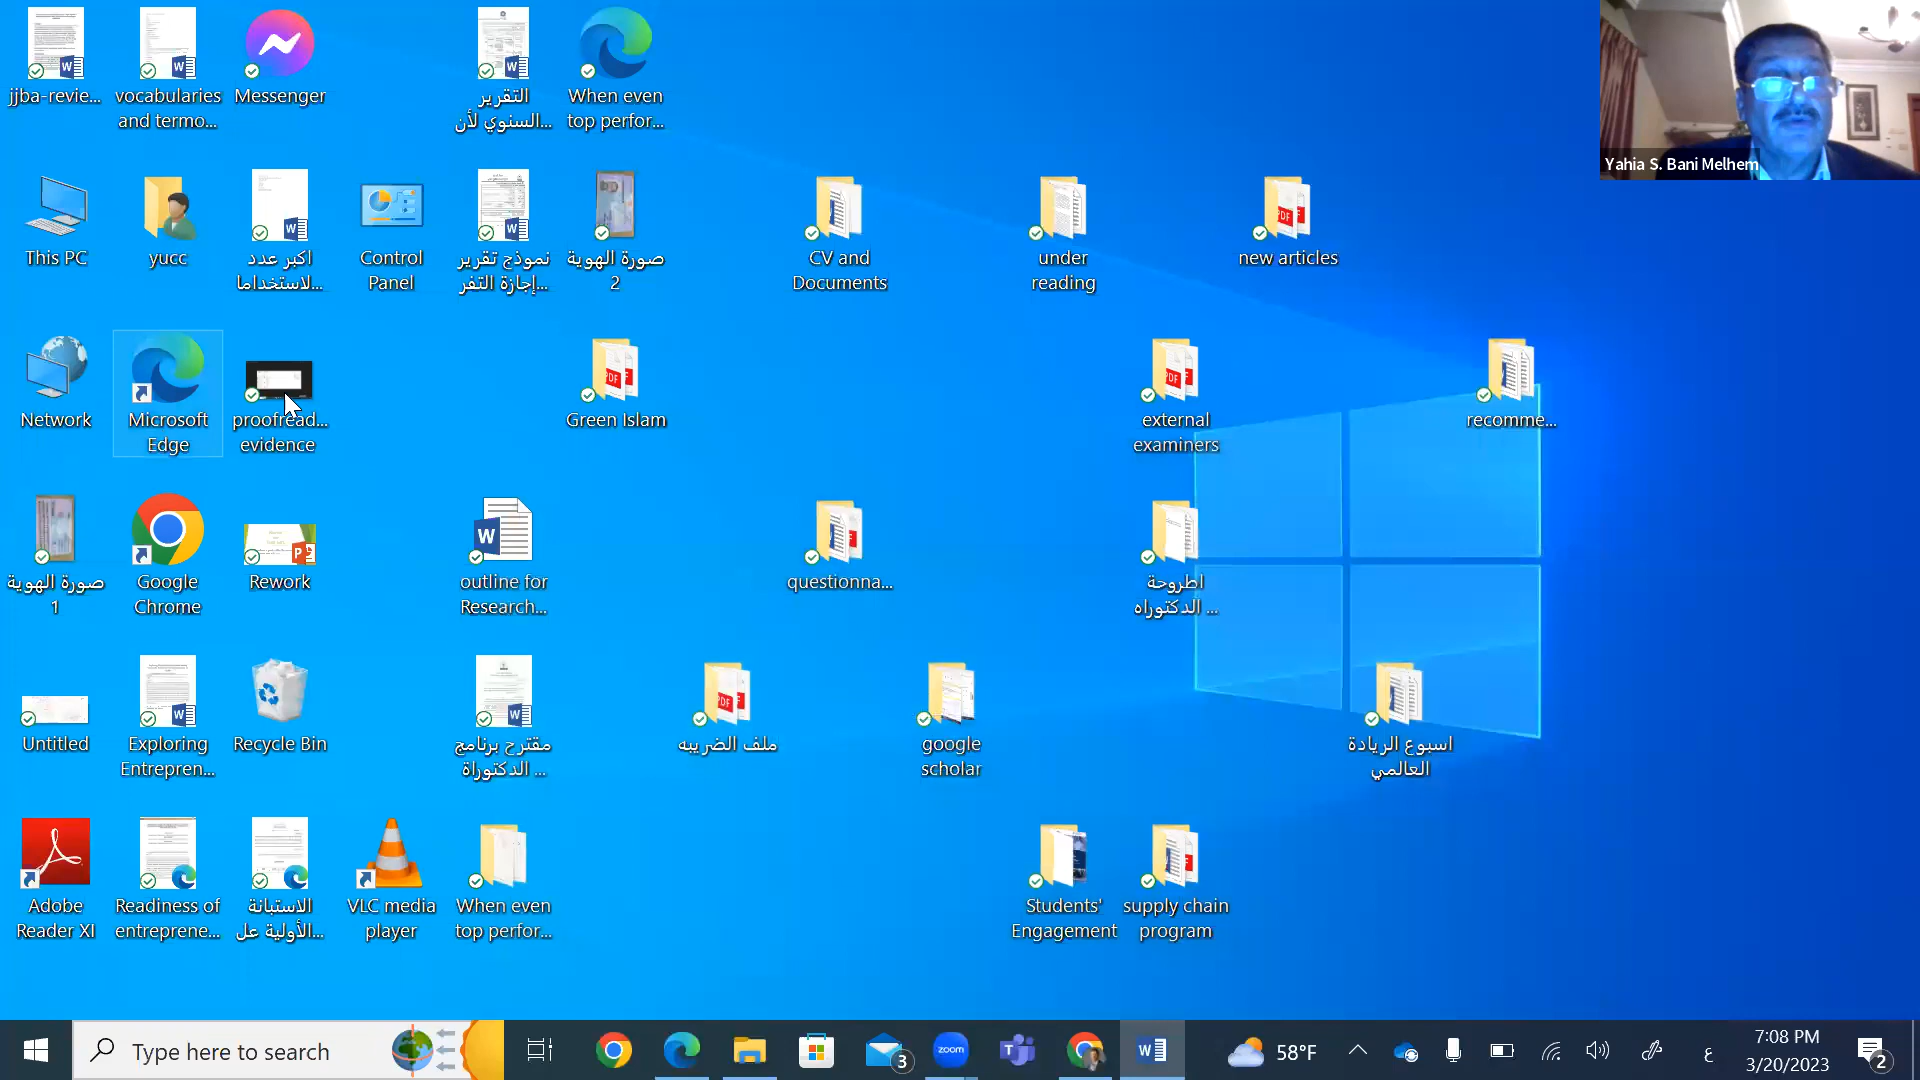 jjba-revie...
vocabularies
and termo...
Messenger
التقرير
السنوي لأن...
When even
top perfor...
Yahia S. Bani Melhem
This PC
yucc
اكبر عدد
لاستخداما...
Control
Panel
نموذج تقرير
إجازة التفر...
صورة الهوية
2
CV and
Documents
under
reading
new articles
Network
Microsoft
Edge
proofread...
evidence
Green Islam
external
examiners
recomme...
صورة الهوية
1
Google
Chrome
Rework
outline for
Research...
questionna...
اطروحة
الدكتوراه ...
Untitled
Exploring
Entrepren...
Recycle Bin
مقترح برنامج
الدكتوراة ...
ملف الضريبه
google
scholar
اسبوع الريادة
العالمي
Adobe
Reader XI
Readiness of
entreprene...
الاستبانة
الأولية عل...
VLC media
player
When even
top perfor...
Students'
Engagement
supply chain
program
Type here to search
3
zoom
58°F
ع
7:08 PM
3/20/2023
2